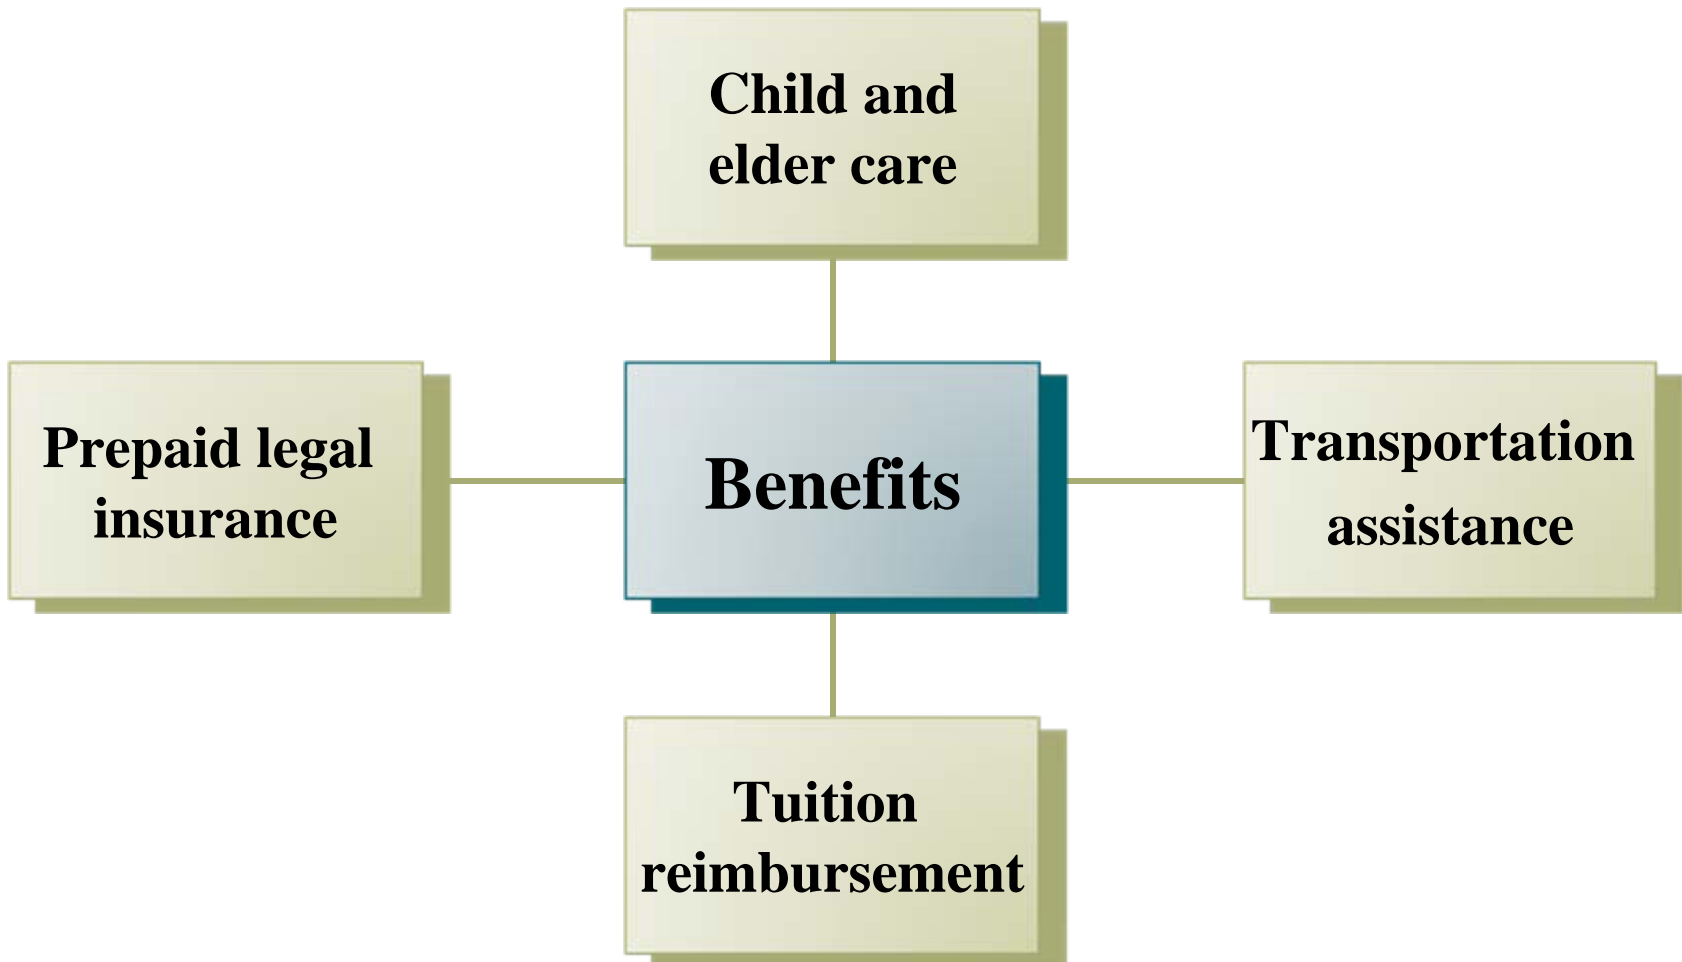 Child and
elder care
Prepaid legal
insurance
Benefits
Transportation
assistance
Tuition
reimbursement